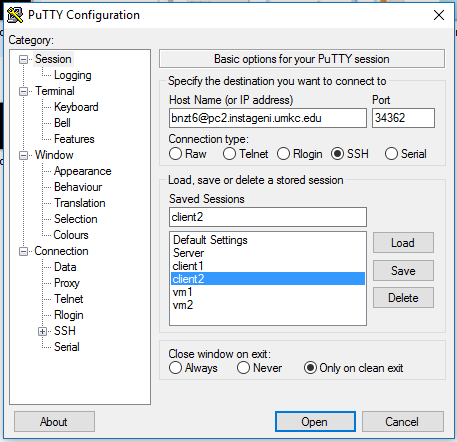 PuTTY Configuration
Category:
Session
Logging
Terminal
Keyboard
Bell
Features
Window
Appearance
Behaviour
Translation
Selection
Colours
Connection
Data
Proxy
Telnet
Rlogin
SSH
Serial
Basic options for your PuTTY session
Specify the destination you want to connect to
Host Name (or IP address) Port
bnzt6@pc2.instageni.umkc.edu 34362
Connection type:
Raw Telnet Rlogin SSH Serial
Load, save or delete a stored session
Saved Sessions
client2
Default Settings
Server
client1
client2
vm1
vm2
Load
Save
Delete
Close window on exit:
Always Never Only on clean exit
About Open Cancel